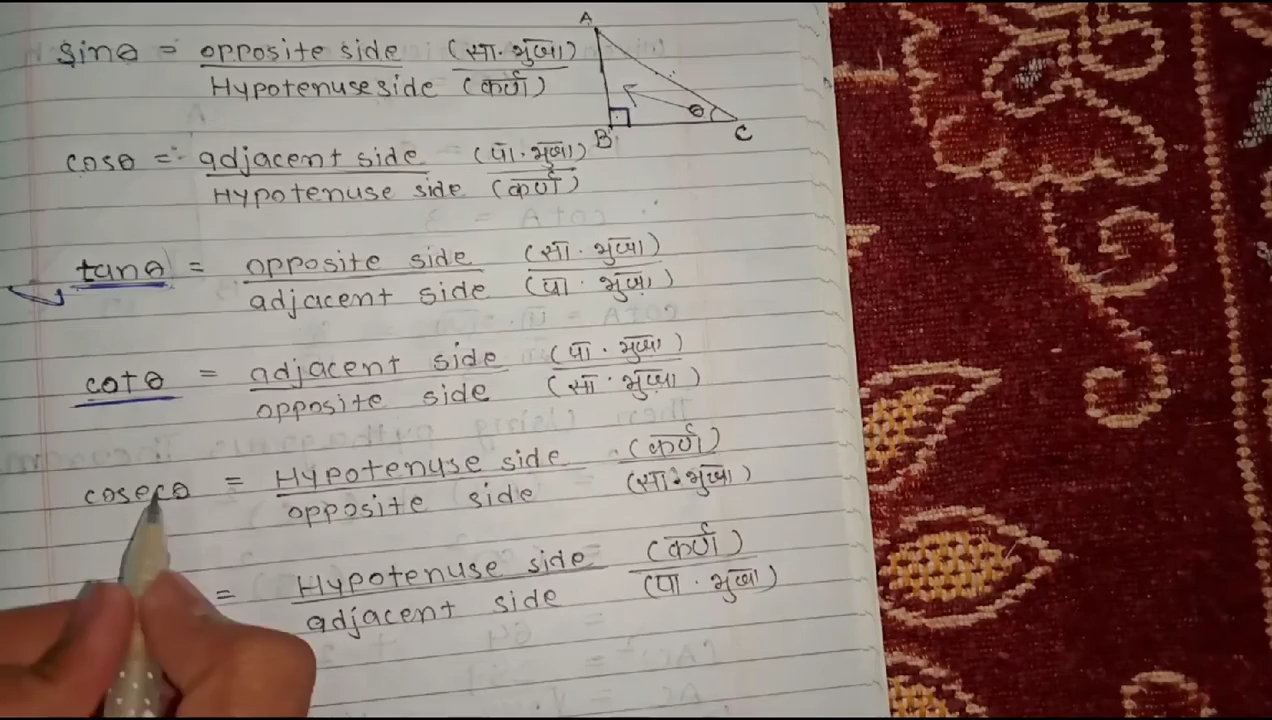 A
sinθ = opposite side (सा. भुजा)
Hypotenuse side (कर्ण)
θ
B C
cosθ = adjacent side (पा. भुजा)
Hypotenuse side (कर्ण)
tanθ = opposite side (सा. भुजा)
adjacent side (पा. भुजा)
cotθ = adjacent side (पा. भुजा)
opposite side (सा. भुजा)
cosecθ = Hypotenuse side (कर्ण)
opposite side (सा. भुजा)
= Hypotenuse side (कर्ण)
adjacent side (पा. भुजा)